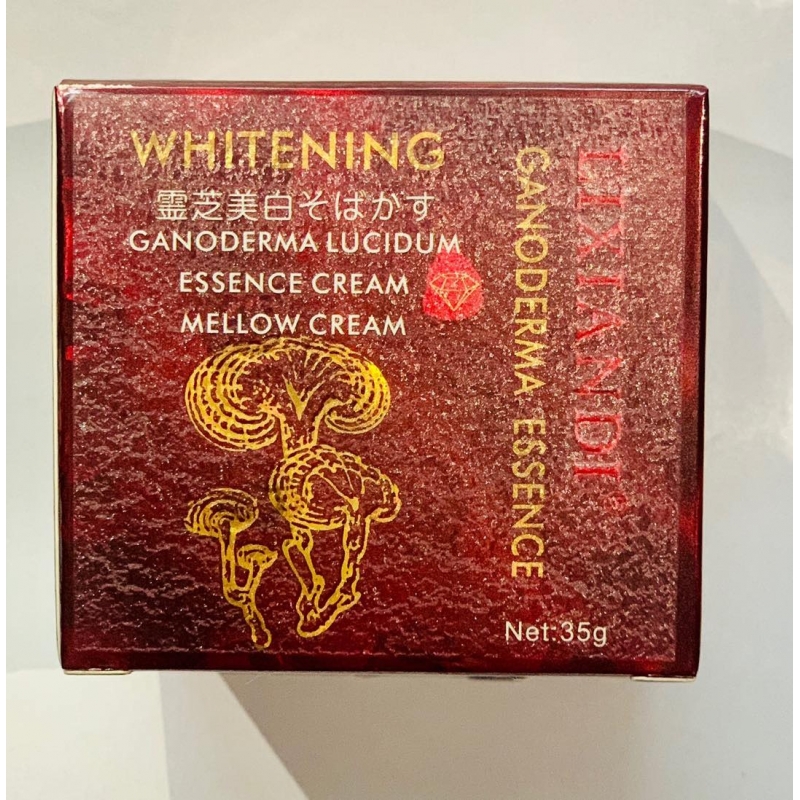 WHITENING
霊芝美白そばかす
GANODERMA LUCIDUM
ESSENCE CREAM
MELLOW CREAM
LIXIANDI®
GANODERMA ESSENCE
Net:35g